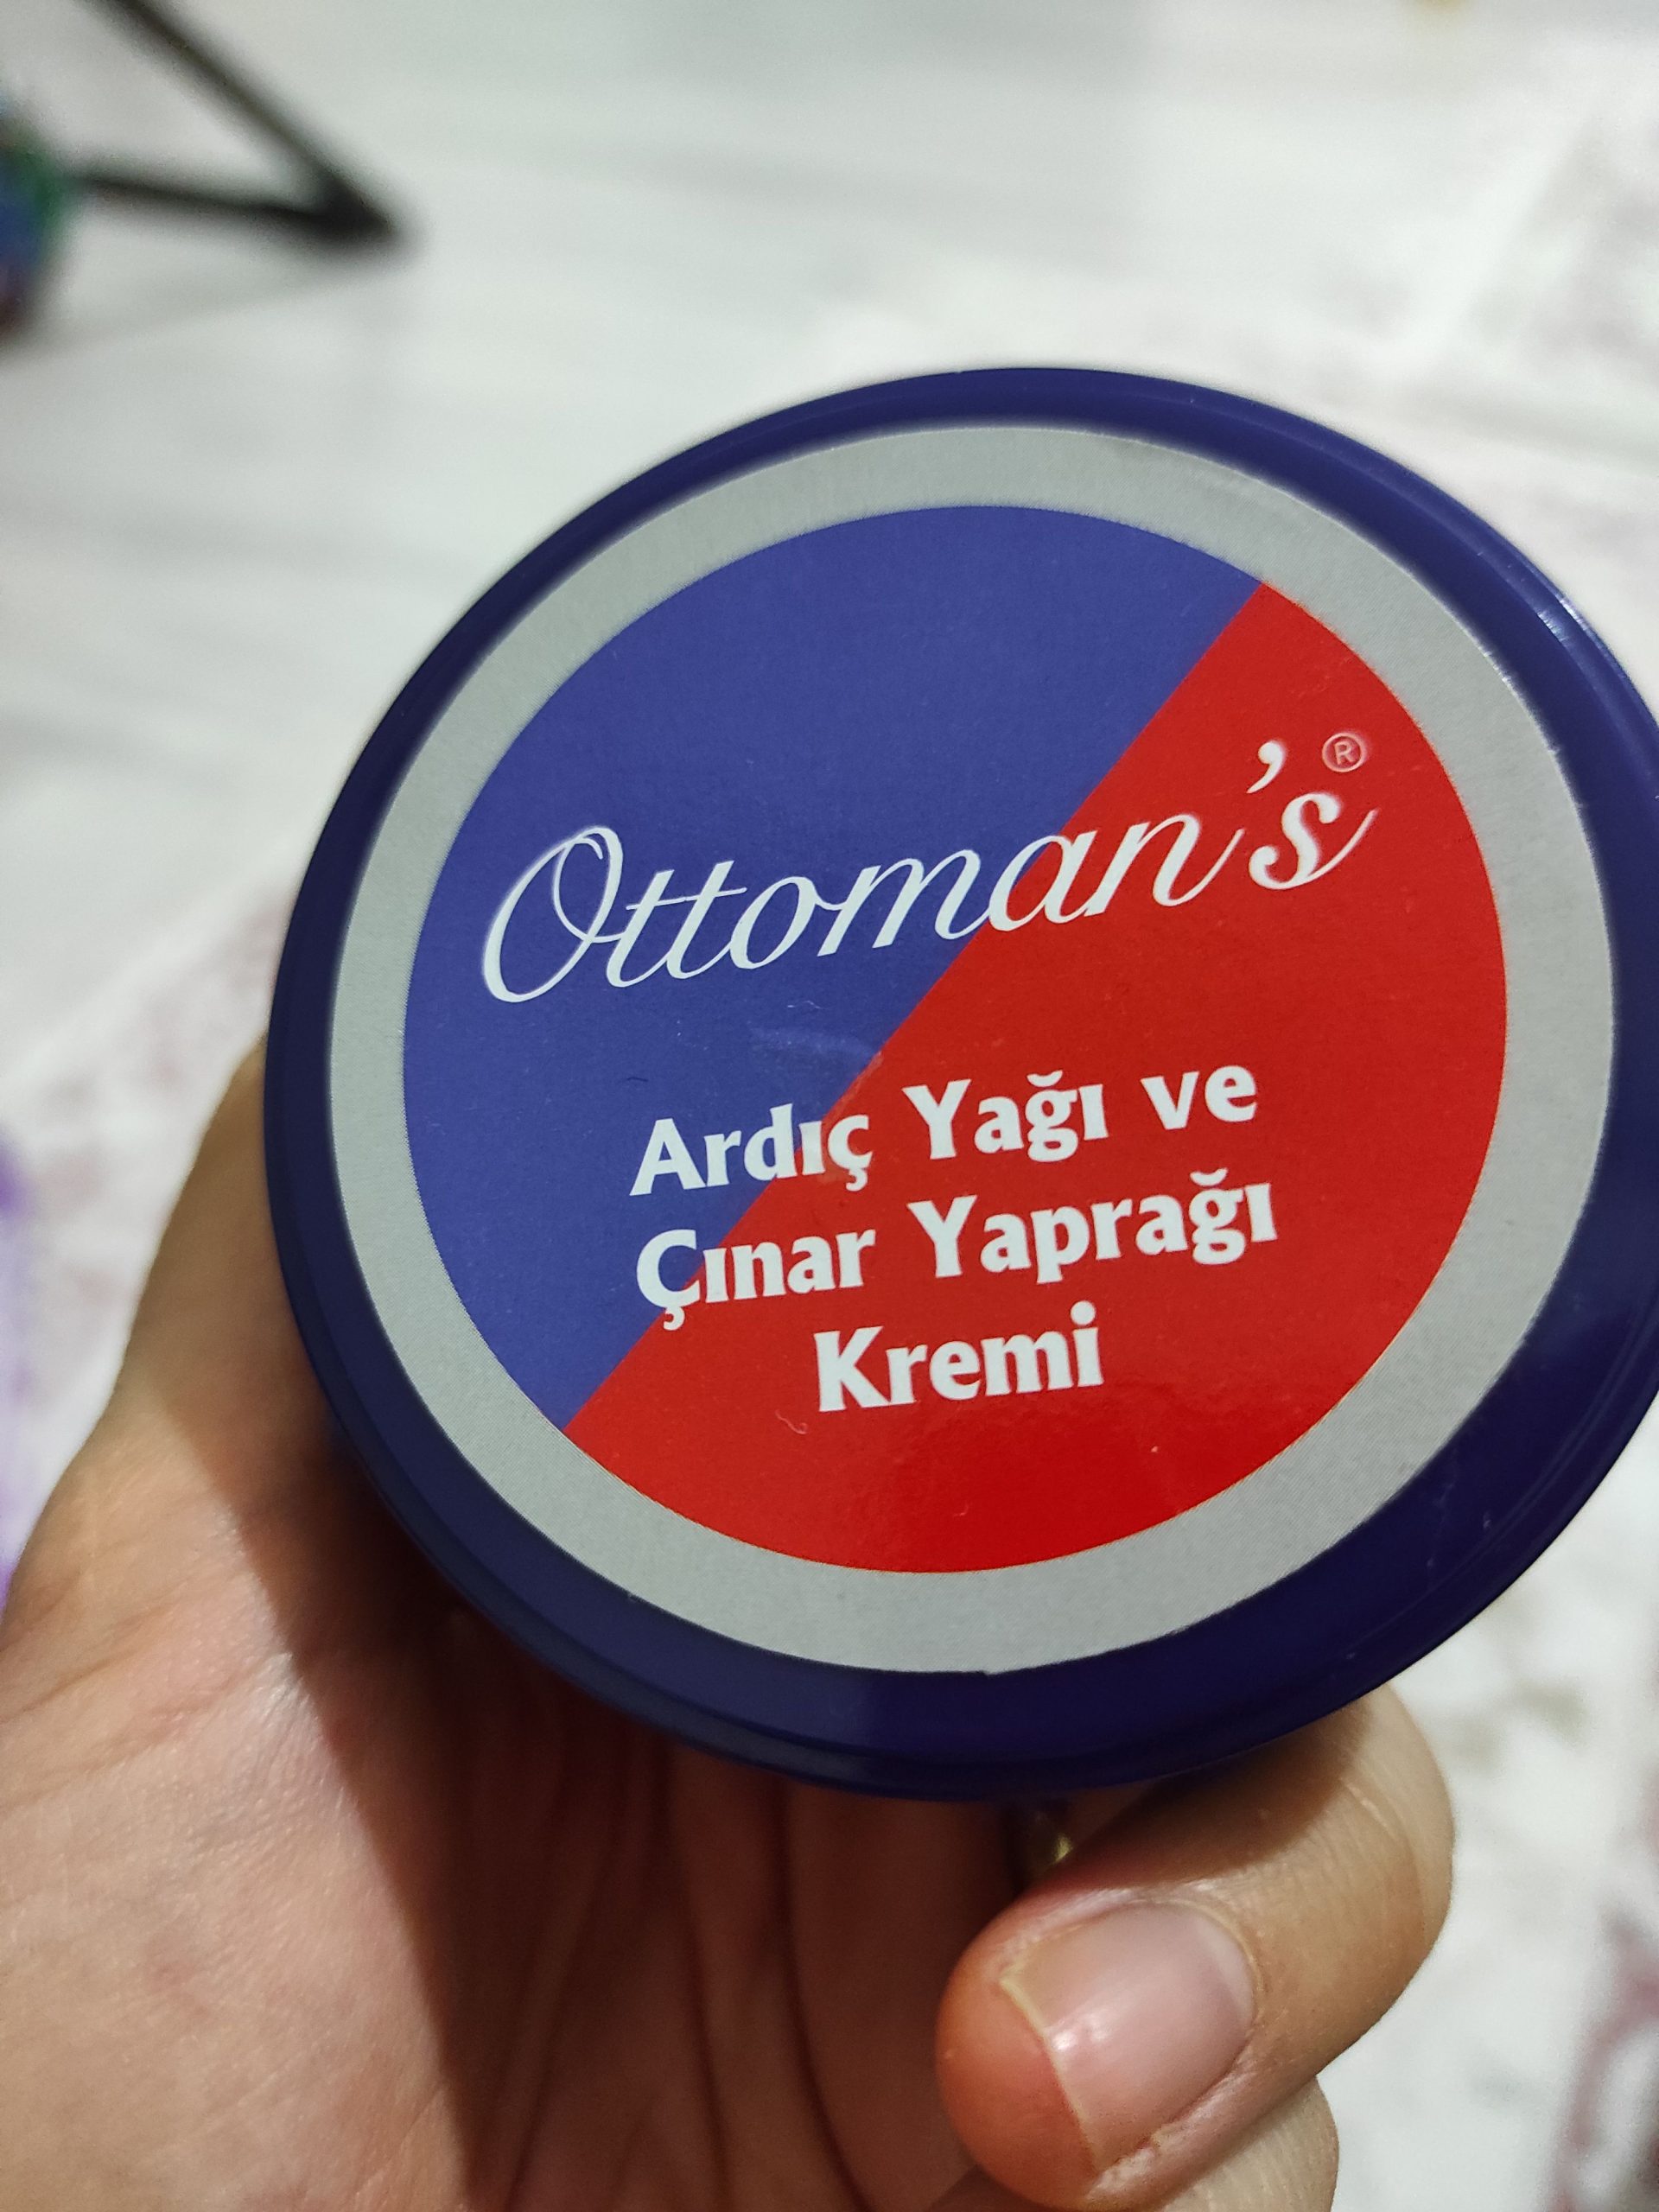 Ottoman's®
Ardıç Yağı ve
Çınar Yaprağı
Kremi